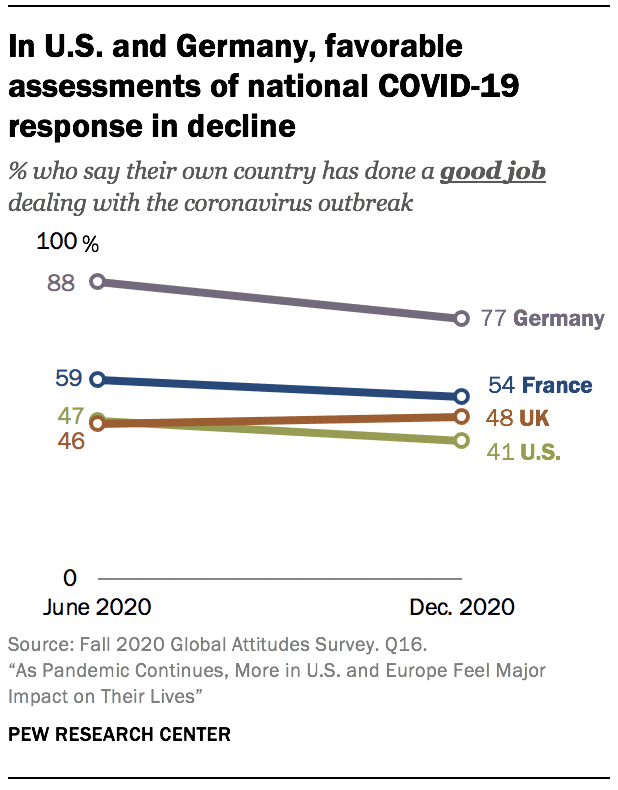 In U.S. and Germany, favorable
assessments of national COVID-19
response in decline
% who say their own country has done a good job
dealing with the coronavirus outbreak
100 %
88
77 Germany
59
54 France
47
48 UK
46
41 U.S.
0
June 2020 Dec. 2020
Source: Fall 2020 Global Attitudes Survey. Q16.
“As Pandemic Continues, More in U.S. and Europe Feel Major
Impact on Their Lives”
PEW RESEARCH CENTER